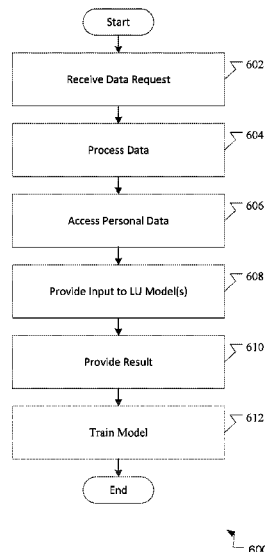 Start
Receive Data Request
602
Process Data
604
Access Personal Data
606
Provide Input to LU Model(s)
608
Provide Result
610
Train Model
612
End
600